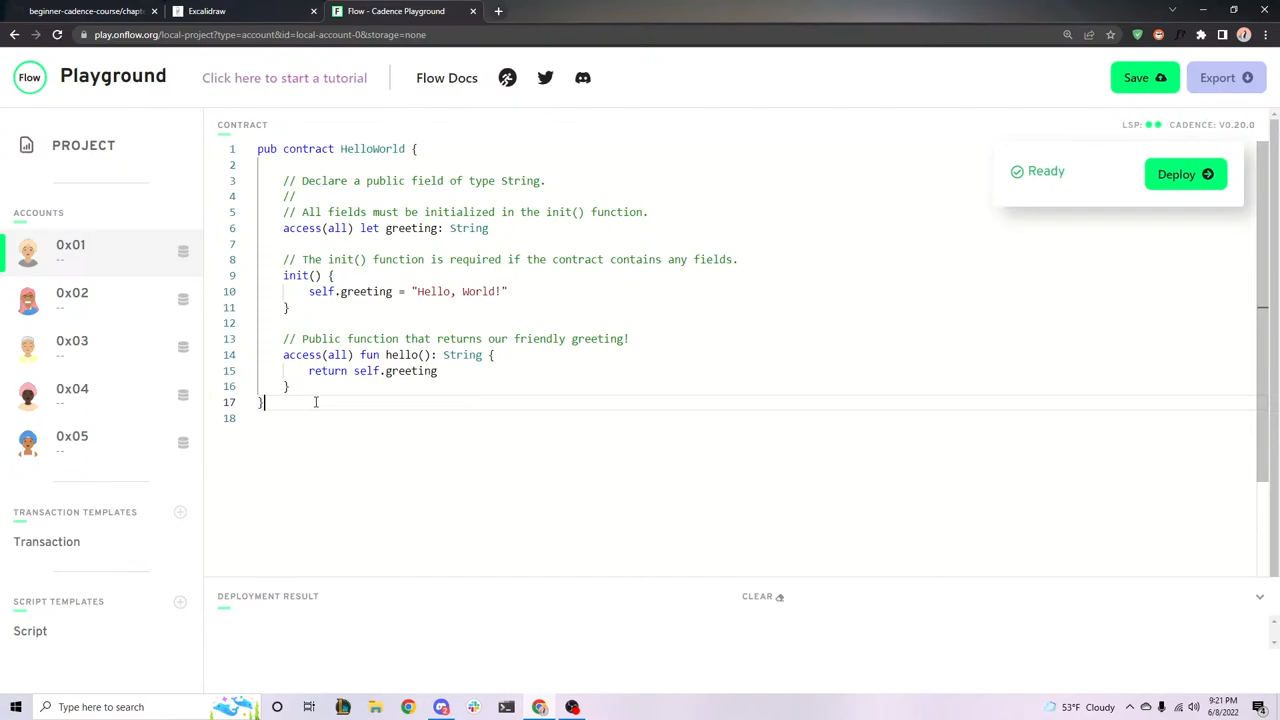 beginner-cadence-course/chapt
Excalidraw
Flow - Cadence Playground
play.onflow.org/local-project?type=account&id=local-account-0&storage=none
Flow
Playground
Click here to start a tutorial
Flow Docs
Save
Export
PROJECT
ACCOUNTS
0x01
--
0x02
--
0x03
--
0x04
--
0x05
--
TRANSACTION TEMPLATES
Transaction
SCRIPT TEMPLATES
Script
CONTRACT
LSP:
CADENCE: V0.20.0
Ready
Deploy
1 pub contract HelloWorld {
2
3 // Declare a public field of type String.
4 //
5 // All fields must be initialized in the init() function.
6 access(all) let greeting: String
7
8 // The init() function is required if the contract contains any fields.
9 init() {
10 self.greeting = "Hello, World!"
11 }
12
13 // Public function that returns our friendly greeting!
14 access(all) fun hello(): String {
15 return self.greeting
16 }
17 }
18
DEPLOYMENT RESULT
CLEAR
Type here to search
53°F Cloudy
9:21 PM
6/8/2022